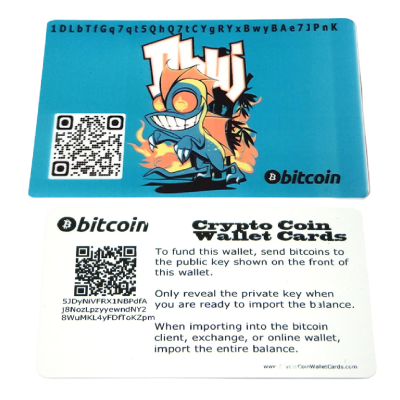 1DLbTfGq7qt5QhQ7tCYgRYxBwyBAe7JPnK
bitcoin
bitcoin
Crypto Coin
Wallet Cards
5JDyNiVFRX1NBPdfA
j8NozLpzyyewndNY2
8WuMKL4yFDfToKZpm
To fund this wallet, send bitcoins to
the public key shown on the front of
this wallet.
Only reveal the private key when
you are ready to import the balance.
When importing into the bitcoin
client, exchange, or online wallet,
import the entire balance.
www.CryptoCoinWalletCards.com